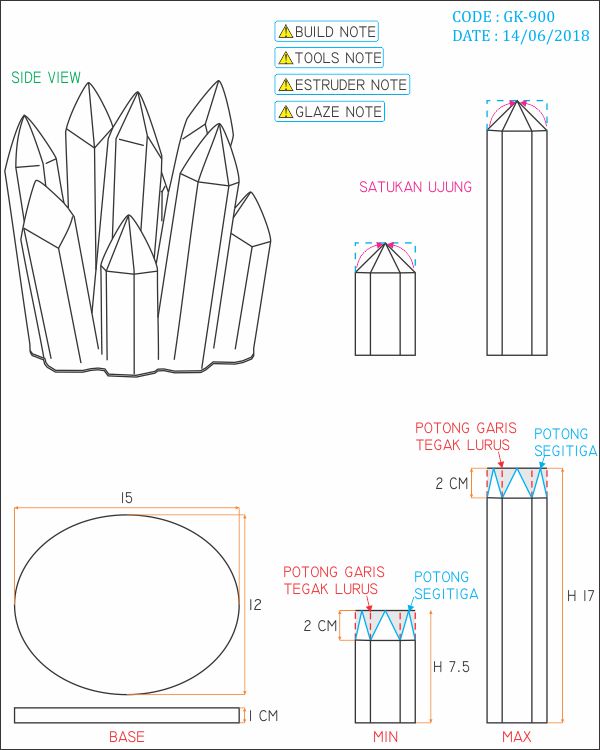 CODE : GK-900
DATE : 14/06/2018
BUILD NOTE
TOOLS NOTE
ESTRUDER NOTE
GLAZE NOTE
SIDE VIEW
SATUKAN UJUNG
POTONG GARIS
TEGAK LURUS
POTONG
SEGITIGA
2 CM
H 17
15
12
1 CM
BASE
POTONG GARIS
TEGAK LURUS
POTONG
SEGITIGA
2 CM
H 7.5
MIN
MAX